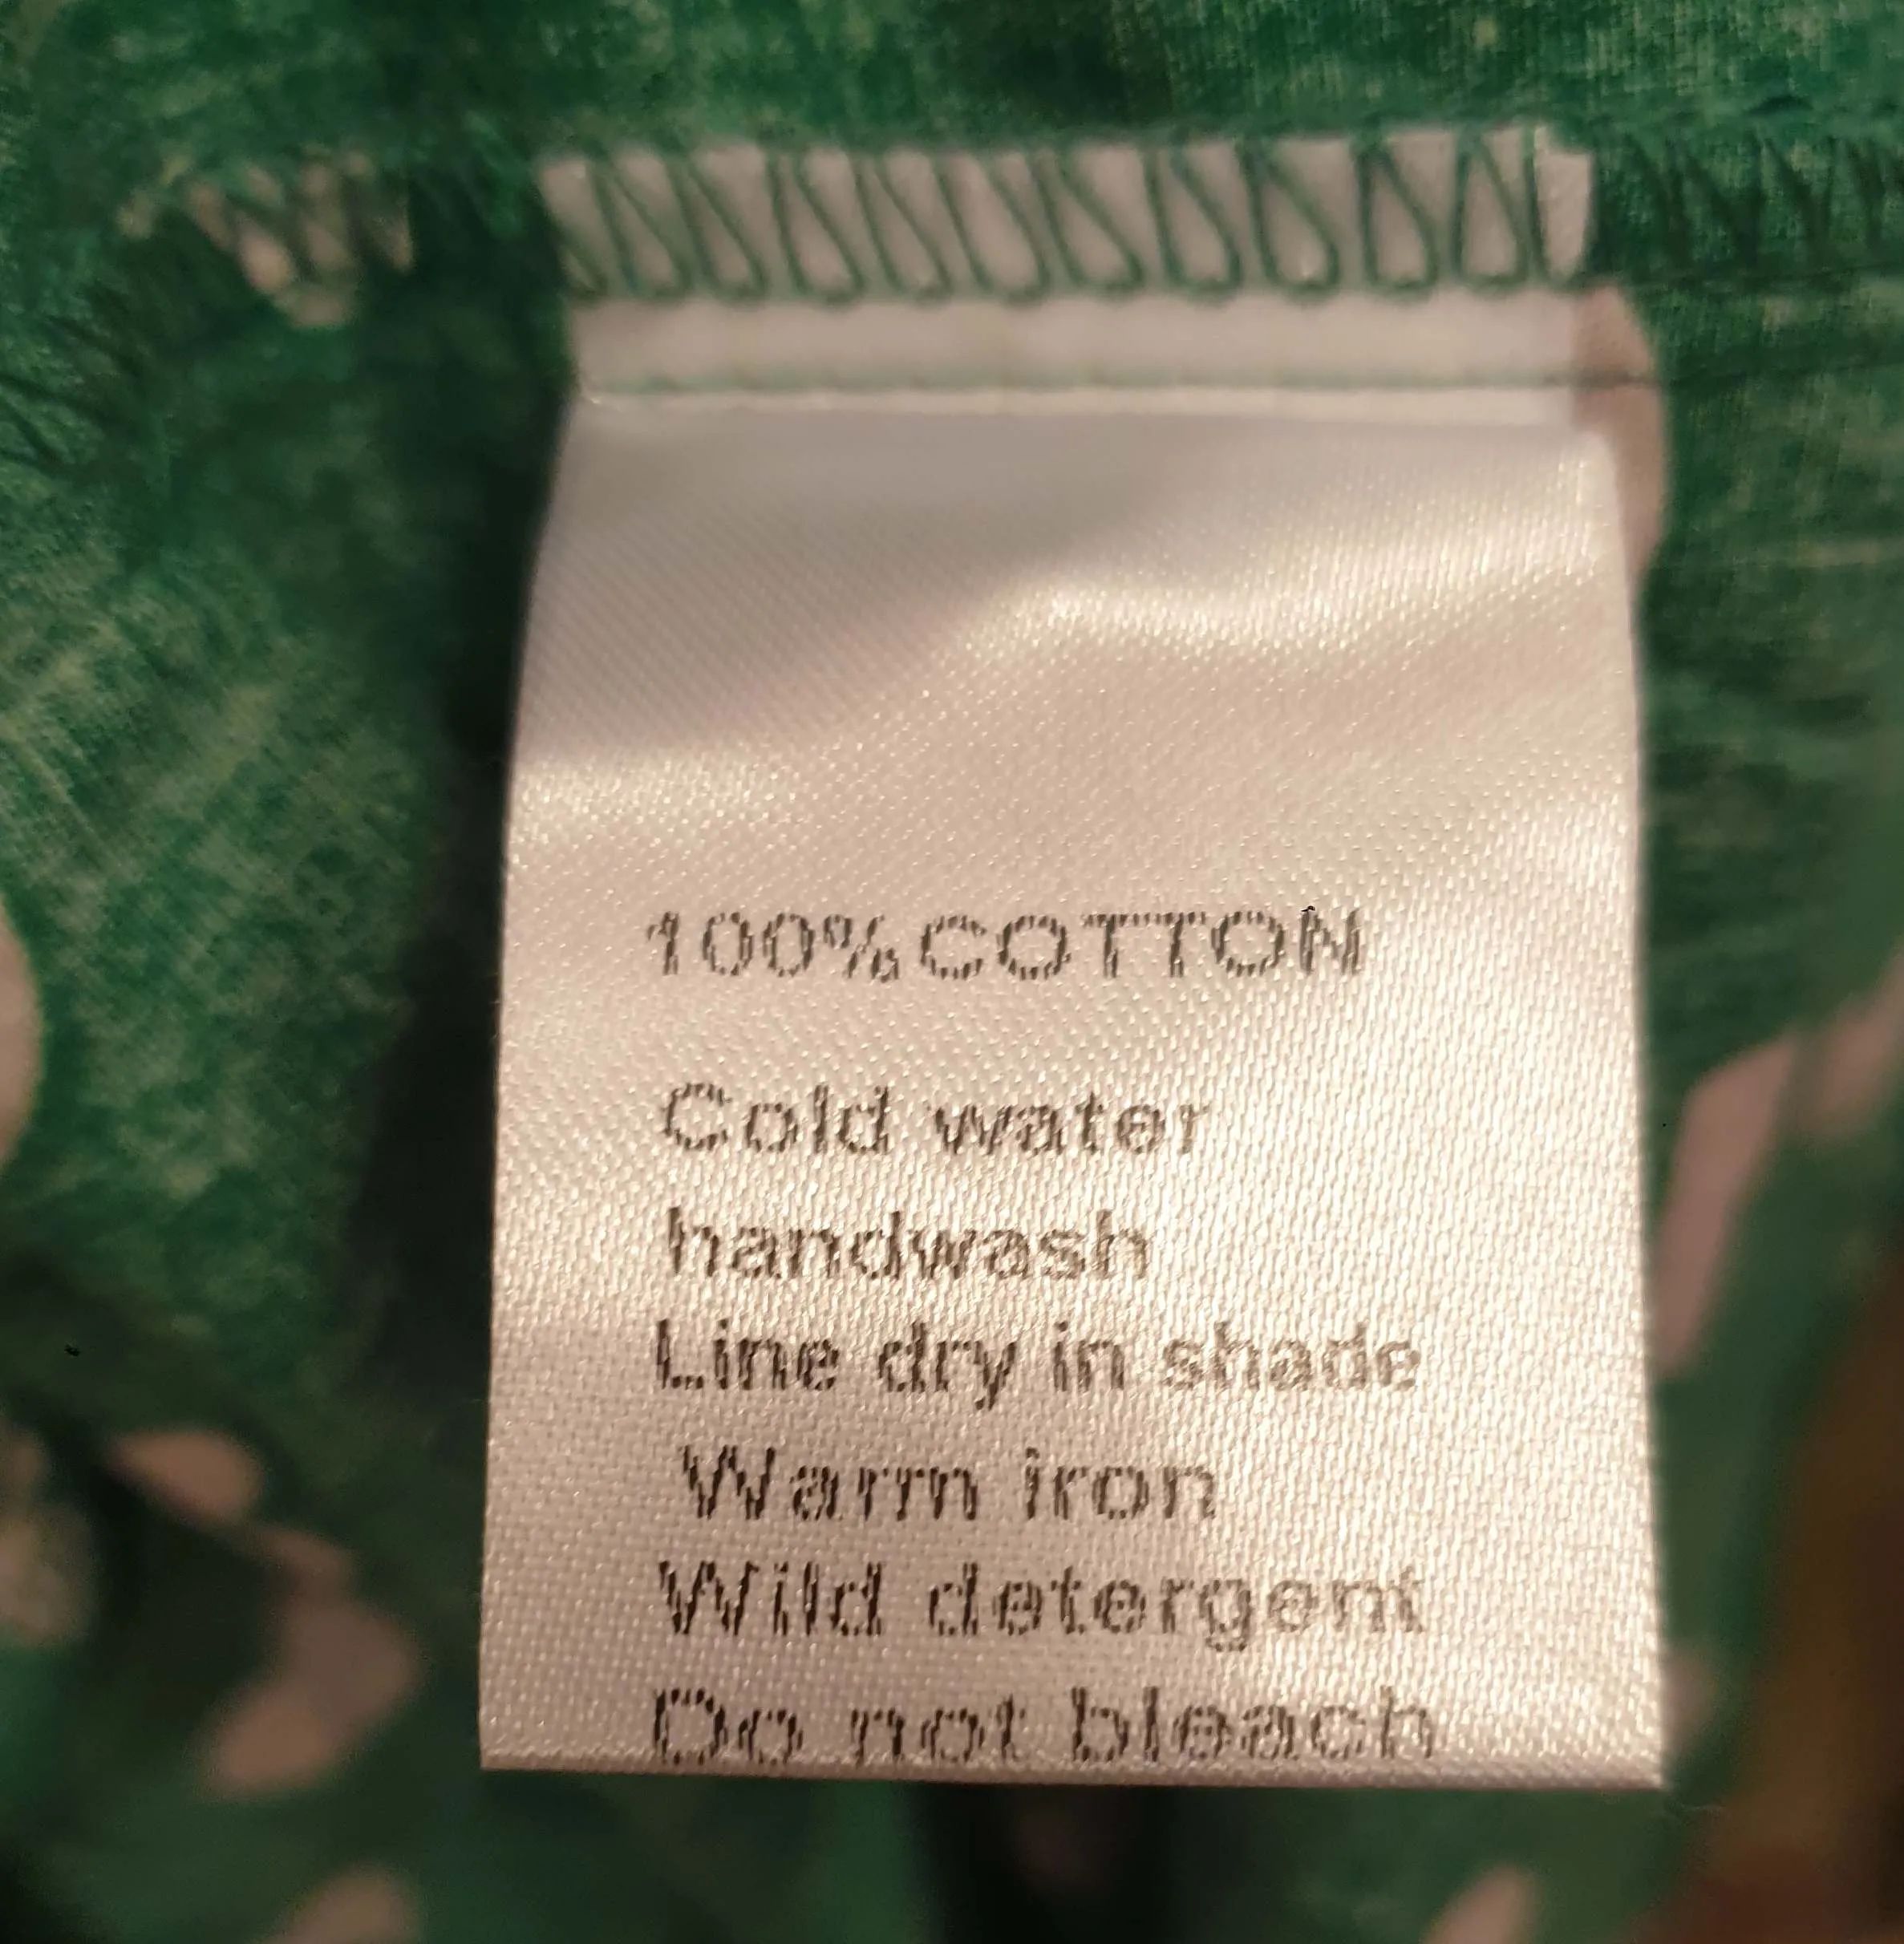 100%COTTON
Cold water
handwash
Line dry in shade
Warm iron
Wild detergent
Do not bleach